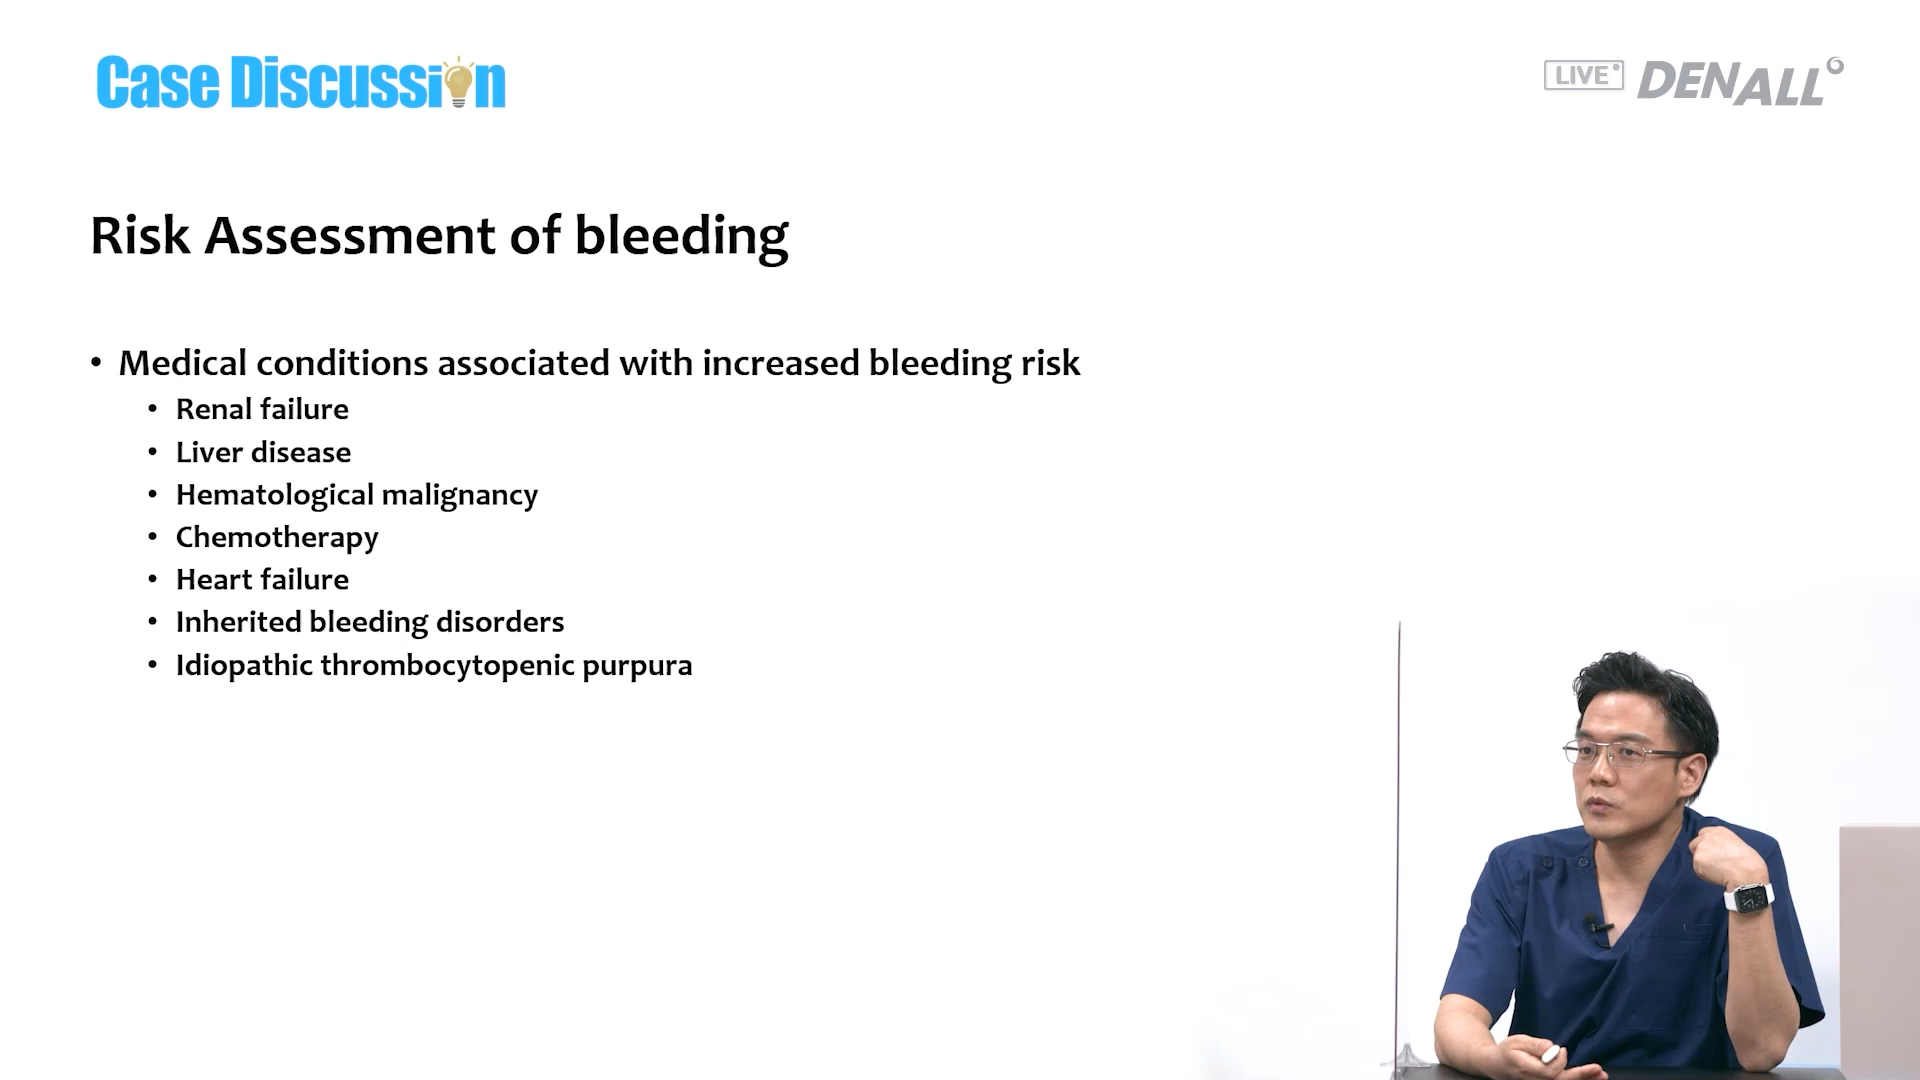 Case Discussion
LIVE DENALL
Risk Assessment of bleeding
• Medical conditions associated with increased bleeding risk
• Renal failure
• Liver disease
• Hematological malignancy
• Chemotherapy
• Heart failure
• Inherited bleeding disorders
• Idiopathic thrombocytopenic purpura